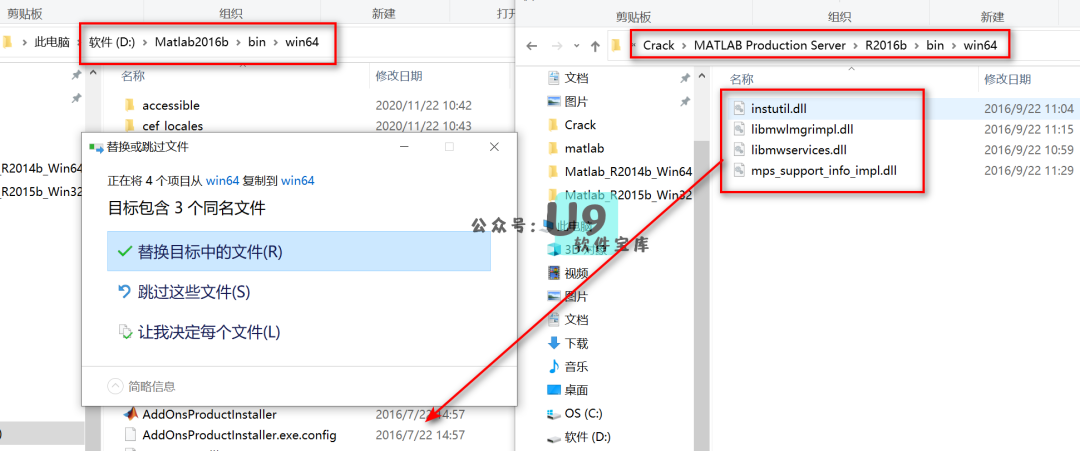 剪贴板
组织
新建
打开
此电脑 软件 (D:) Matlab2016b bin win64
名称
修改日期
accessible
2020/11/22 10:42
cef_locales
2020/11/22 10:43
_R2014b_Win64
_R2015b_Win32
替换或跳过文件
正在将 4 个项目从 win64 复制到 win64
目标包含 3 个同名文件
替换目标中的文件(R)
跳过这些文件(S)
让我决定每个文件(L)
简略信息
AddOnsProductInstaller
2016/7/22 14:57
AddOnsProductInstaller.exe.config
2016/7/22 14:57
剪贴板
组织
新建
Crack MATLAB Production Server R2016b bin win64
文档
图片
Crack
matlab
Matlab_R2014b_Win64
Matlab_R2015b_Win32
此电脑
3D 对象
视频
图片
文档
下载
音乐
桌面
OS (C:)
软件 (D:)
名称
修改日期
instutil.dll
2016/9/22 11:04
libmwlmgrimpl.dll
2016/9/22 11:15
libmwservices.dll
2016/9/22 10:59
mps_support_info_impl.dll
2016/9/22 11:29
公众号:
U9
软件宝库